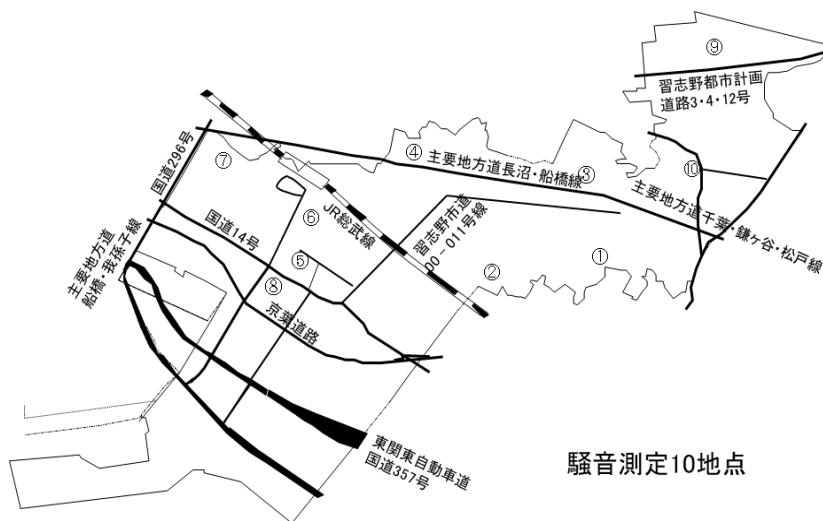 ⑨
習志野都市計画
道路3・4・12号
国道296号
⑦
④
主要地方道長沼・船橋線
③
⑩
主要地方道千葉・鎌ヶ谷・松戸線
JR総武線
⑥
習志野市道
00-011号線
国道14号
主要地方道
船橋・我孫子線
⑤
⑧
②
①
京葉道路
東関東自動車道
国道357号
騒音測定10地点